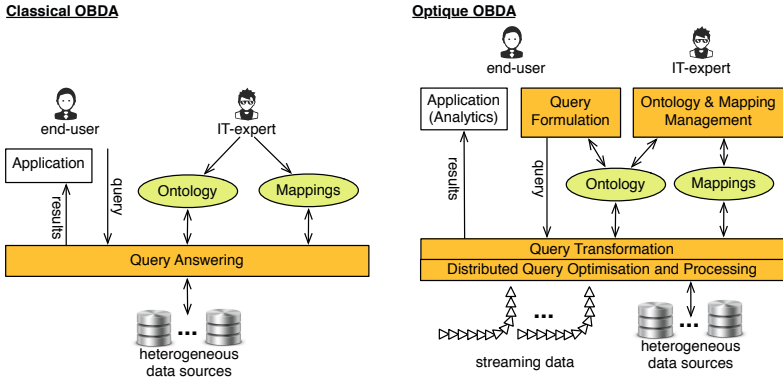 Classical OBDA
end-user
IT-expert
Application
results
query
Ontology
Mappings
Query Answering
...
heterogeneous
data sources
Optique OBDA
end-user
IT-expert
Application
(Analytics)
Query
Formulation
Ontology & Mapping
Management
results
query
Ontology
Mappings
Query Transformation
Distributed Query Optimisation and Processing
...
...
streaming data
heterogeneous
data sources